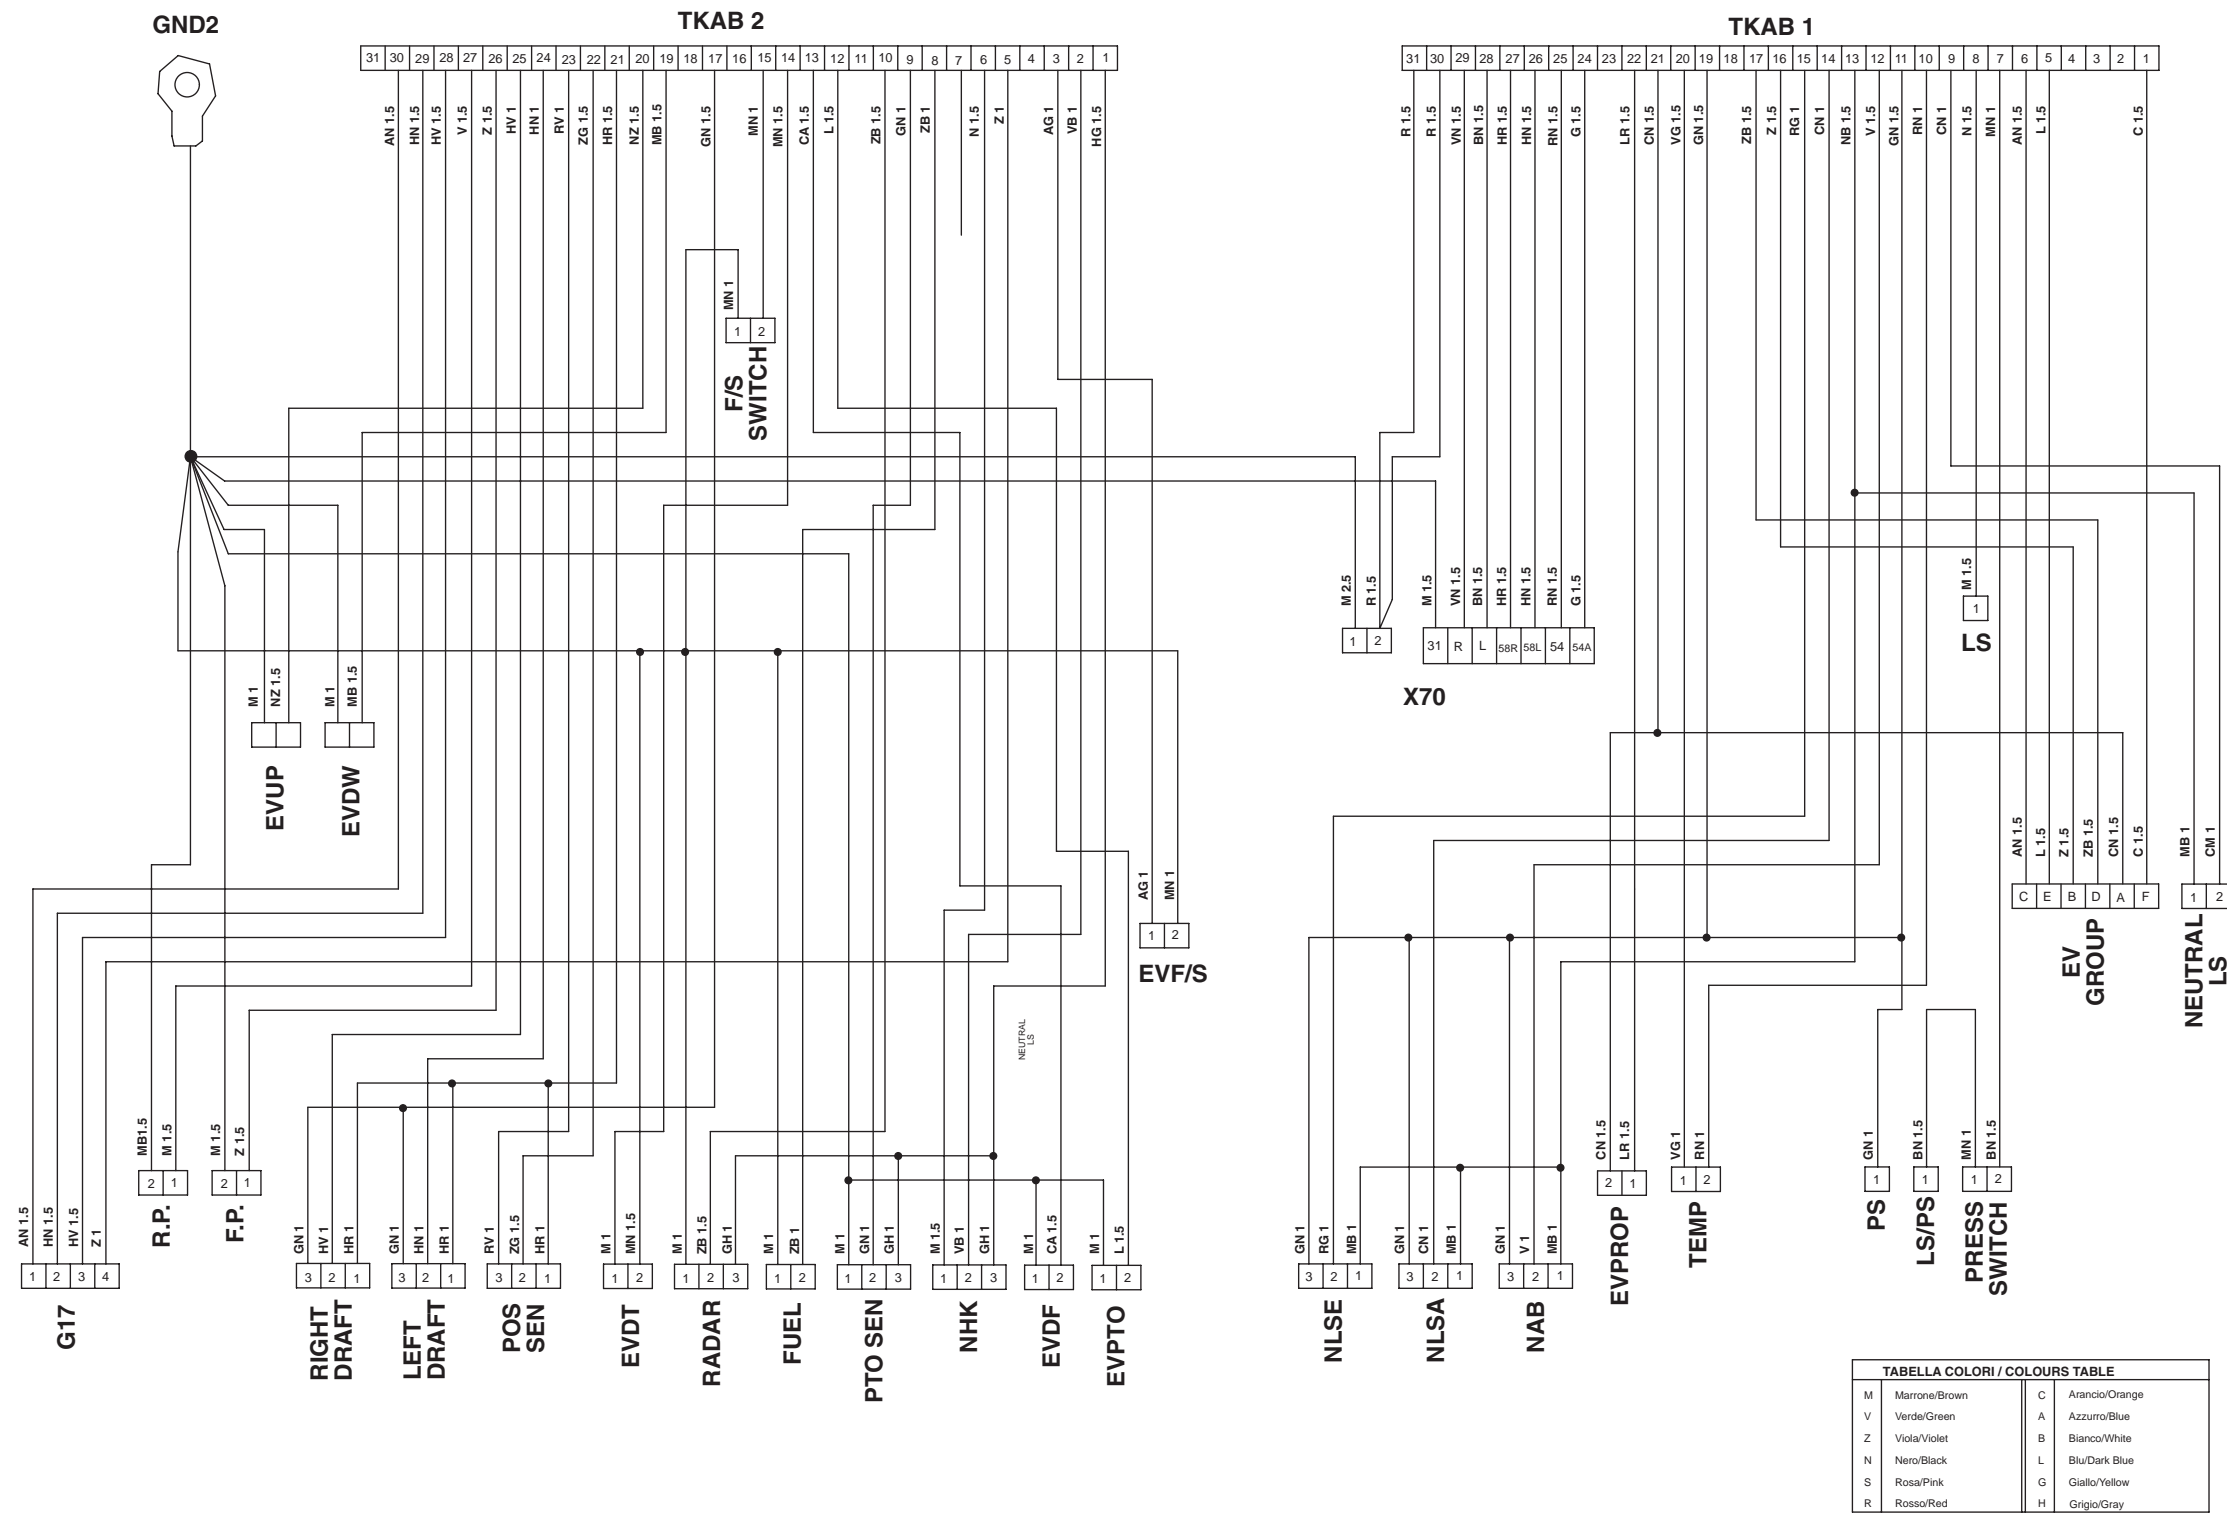 GND2
TKAB 2
TKAB 1
31 30 29 28 27 26 25 24 23 22 21 20 19 18 17 16 15 14 13 12 11 10 9 8 7 6 5 4 3 2 1
31 30 29 28 27 26 25 24 23 22 21 20 19 18 17 16 15 14 13 12 11 10 9 8 7 6 5 4 3 2 1
AN 1.5
HN 1.5
HV 1.5
V 1.5
Z 1.5
HV 1
HN 1
RV 1
ZG 1.5
HR 1.5
NZ 1.5
MB 1.5
GN 1.5
MN 1
MN 1.5
CA 1.5
L 1.5
ZB 1.5
GN 1
ZB 1
N 1.5
Z 1
AG 1
VB 1
HG 1.5
R 1.5
R 1.5
VN 1.5
BN 1.5
HR 1.5
HN 1.5
RN 1.5
G 1.5
LR 1.5
CN 1.5
VG 1.5
GN 1.5
ZB 1.5
Z 1.5
RG 1
CN 1
NB 1.5
V 1.5
GN 1.5
RN 1
CN 1
N 1.5
MN 1
AN 1.5
L 1.5
C 1.5
MN 1
1 2
F/S
SWITCH
M 2.5
R 1.5
1 2
M 1.5
VN 1.5
BN 1.5
HR 1.5
HN 1.5
RN 1.5
G 1.5
31 R L 58R 58L 54 54A
X70
M 1.5
1
LS
M 1
NZ 1.5
EVUP
M 1
MB 1.5
EVDW
AN 1.5
L 1.5
Z 1.5
ZB 1.5
CN 1.5
C 1.5
C E B D A F
EV
GROUP
MB 1
CM 1
1 2
NEUTRAL
LS
AG 1
MN 1
1 2
EVF/S
NEUTRAL
LS
MB1.5
M 1.5
2 1
R.P.
M 1.5
Z 1.5
2 1
F.P.
AN 1.5
HN 1.5
HV 1.5
Z 1
1 2 3 4
G17
GN 1
HV 1
HR 1
3 2 1
RIGHT
DRAFT
GN 1
HN 1
HR 1
3 2 1
LEFT
DRAFT
RV 1
ZG 1.5
HR 1
3 2 1
POS
SEN
M 1
MN 1.5
1 2
EVDT
M 1
ZB 1.5
GH 1
1 2 3
RADAR
M 1
ZB 1
1 2
FUEL
M 1
GN 1
GH 1
1 2 3
PTO SEN
M 1.5
VB 1
GH 1
1 2 3
NHK
M 1
CA 1.5
1 2
EVDF
M 1
L 1.5
1 2
EVPTO
GN 1
RG 1
MB 1
3 2 1
NLSE
GN 1
CN 1
MB 1
3 2 1
NLSA
GN 1
V 1
MB 1
3 2 1
NAB
CN 1.5
LR 1.5
2 1
EVPROP
VG 1
RN 1
1 2
TEMP
GN 1
1
PS
BN 1.5
1
LS/PS
MN 1
BN 1.5
1 2
PRESS
SWITCH
TABELLA COLORI / COLOURS TABLE
M Marrone/Brown C Arancio/Orange
V Verde/Green A Azzurro/Blue
Z Viola/Violet B Bianco/White
N Nero/Black L Blu/Dark Blue
S Rosa/Pink G Giallo/Yellow
R Rosso/Red H Grigio/Gray